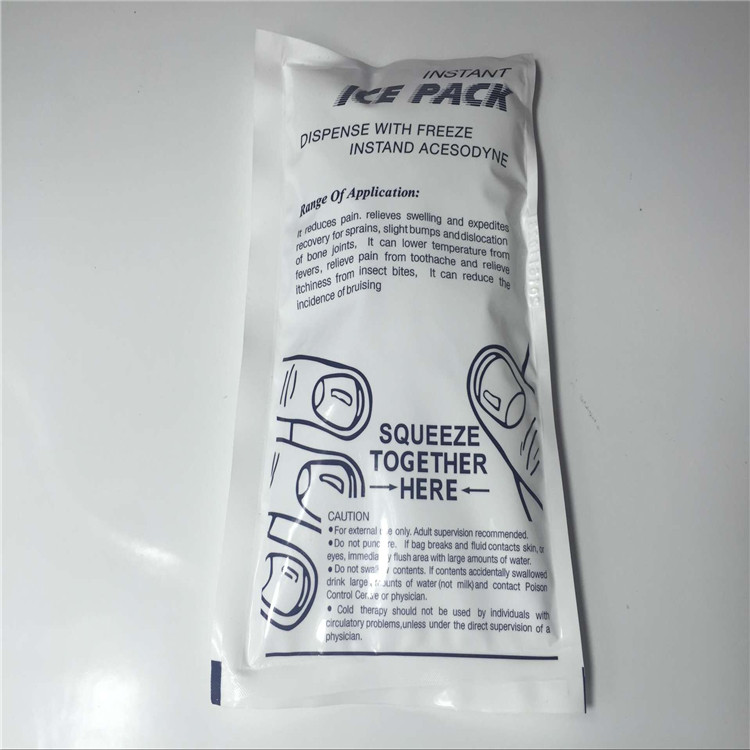 INSTANT
ICE PACK
DISPENSE WITH FREEZE
INSTAND ACESODYNE
Range Of Application:
It reduces pain. relieves swelling and expedites
recovery for sprains, slight bumps and dislocation
of bone joints, It can lower temperature from
fevers, relieve pain from toothache and relieve
itchiness from insect bites, It can reduce the
incidence of bruising
SQUEEZE
TOGETHER
→HERE←
CAUTION
•For external use only. Adult supervision recommended.
•Do not puncture. If bag breaks and fluid contacts skin, or
eyes, Immediatly flush area with large amounts of water.
•Do not swallow contents. If contents accidentally swallowed
drink large amounts of water(not milk)and contact Poison
Control Centre or physician.
• Cold therapy should not be used by individuals with
circulatory problems,unless under the direct supervision of a
physician.